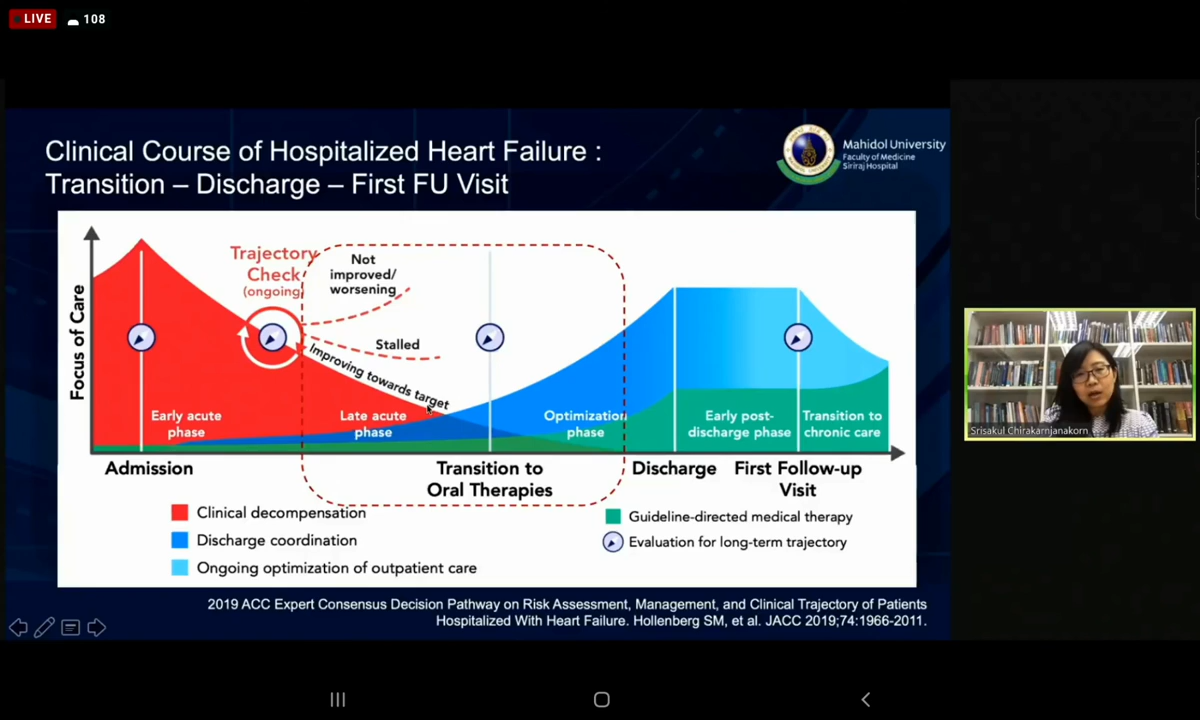 LIVE 108
Clinical Course of Hospitalized Heart Failure :
Transition – Discharge – First FU Visit
Mahidol University
Faculty of Medicine
Siriraj Hospital
Focus of Care
Trajectory
Check
(ongoing)
Not
improved/
worsening
Stalled
Improving towards target
Early acute
phase
Late acute
phase
Optimization
phase
Early post-
discharge phase
Transition to
chronic care
Admission
Transition to
Oral Therapies
Discharge
First Follow-up
Visit
Clinical decompensation
Discharge coordination
Ongoing optimization of outpatient care
Guideline-directed medical therapy
Evaluation for long-term trajectory
2019 ACC Expert Consensus Decision Pathway on Risk Assessment, Management, and Clinical Trajectory of Patients
Hospitalized With Heart Failure. Hollenberg SM, et al. JACC 2019;74:1966-2011.
Srisakul Chirakarnjanakorn